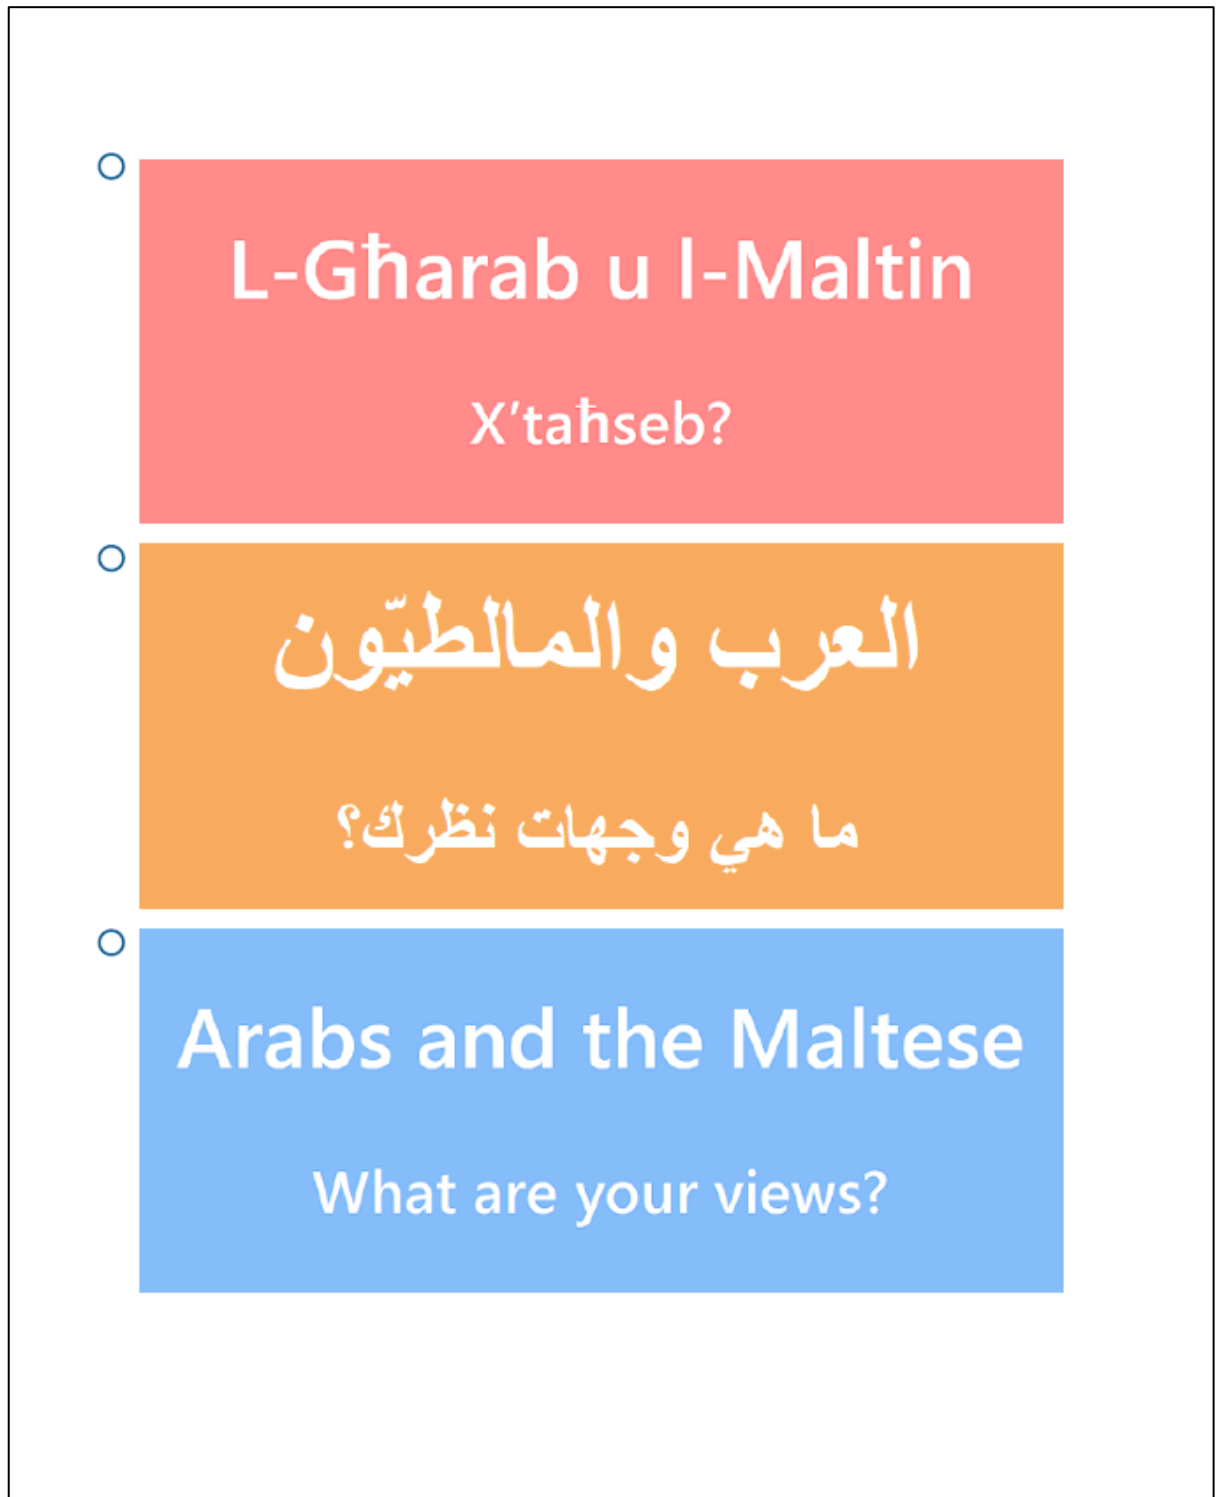 L-Għarab u l-Maltin
X’taħseb?
العرب والمالطيّون
ما هي وجهات نظرك؟
Arabs and the Maltese
What are your views?